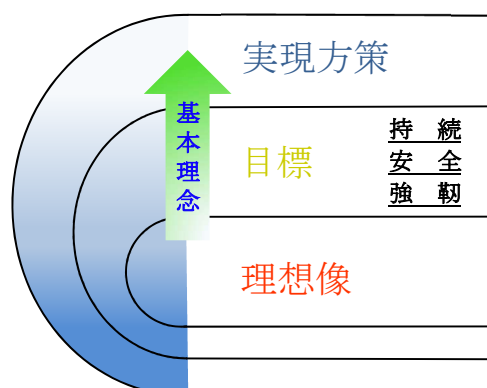 実現方策
基本理念
目標
持 続
安 全
強 靭
理想像